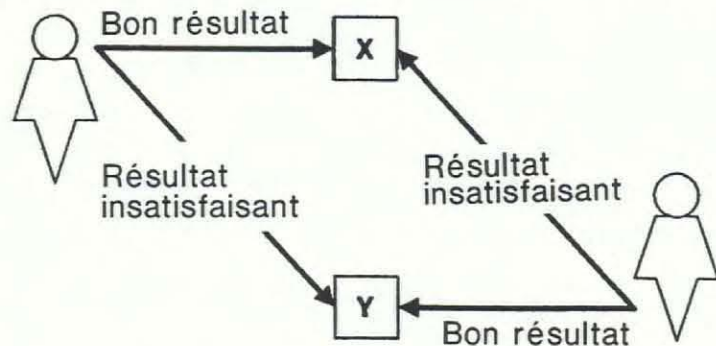 Bon résultat
X
Résultat
insatisfaisant
Résultat
insatisfaisant
Y
Bon résultat